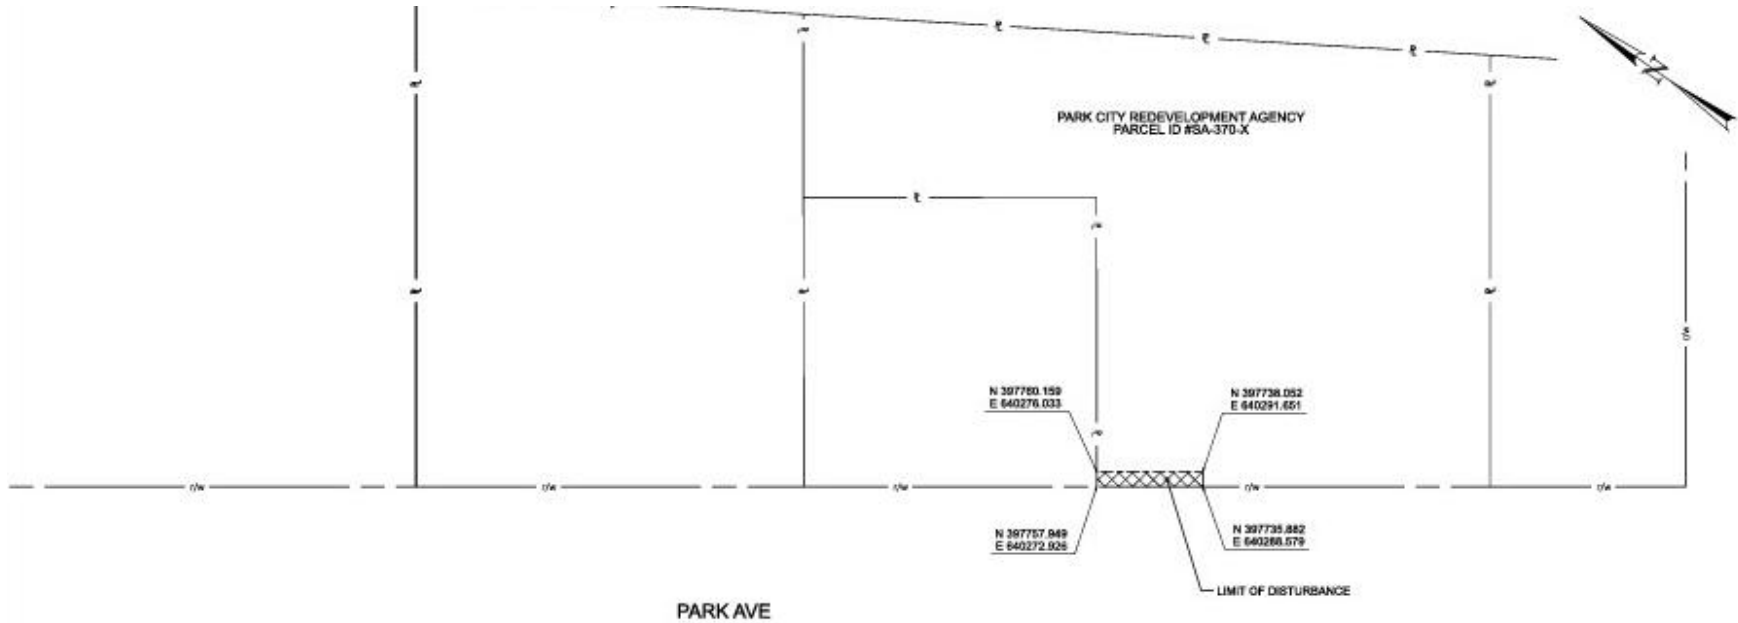 PARK CITY REDEVELOPMENT AGENCY
PARCEL ID #SA-370-X
N
N 397760.159
E 640276.033
N 397738.052
E 640291.651
r/w
r/w
r/w
r/w
r/w
r/w
N 397757.949
E 640272.926
N 397735.882
E 640288.579
LIMIT OF DISTURBANCE
PARK AVE